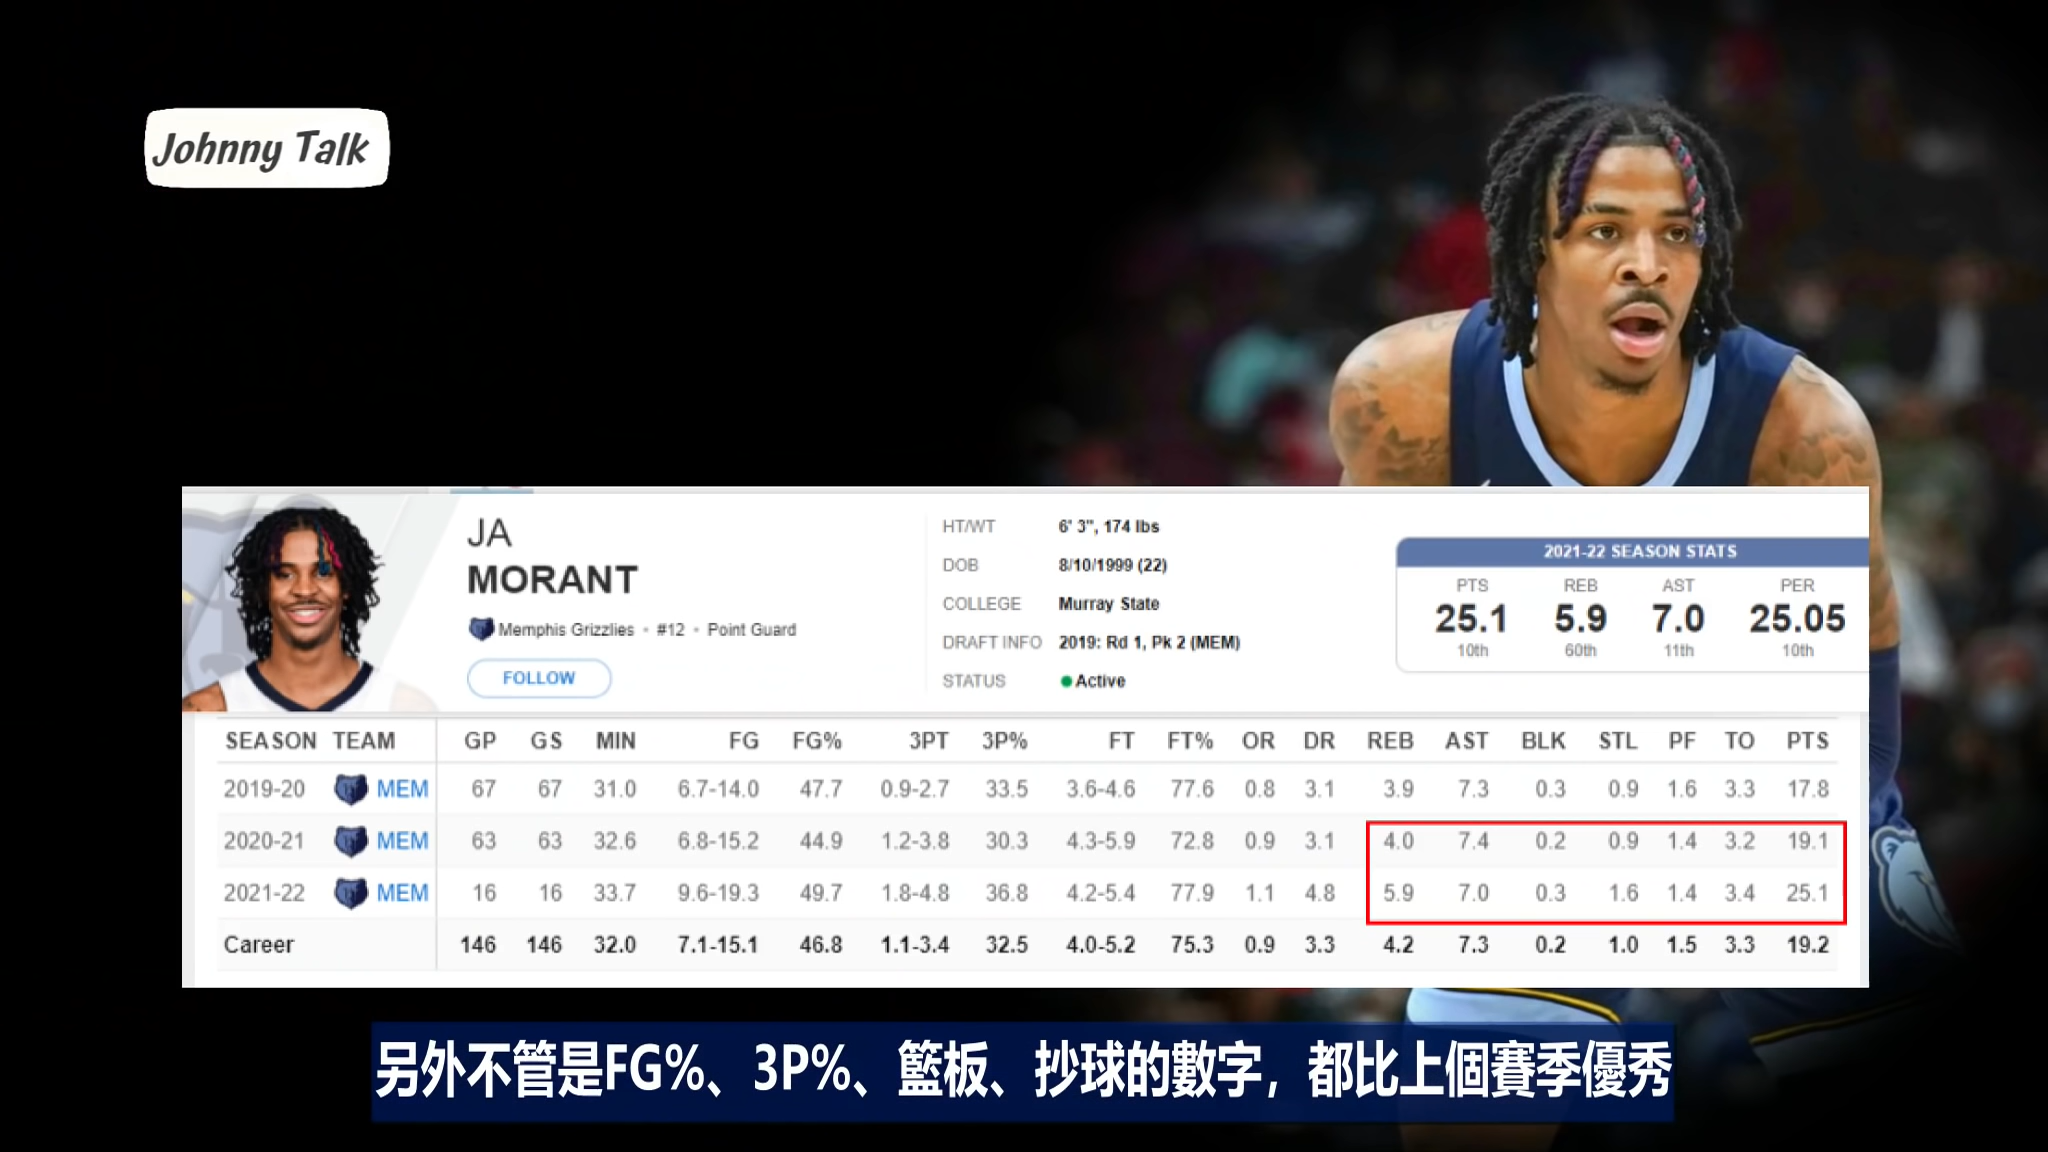 Johnny Talk
JA
MORANT
Memphis Grizzlies • #12 • Point Guard
FOLLOW
HT/WT 6' 3", 174 lbs
DOB 8/10/1999 (22)
COLLEGE Murray State
DRAFT INFO 2019: Rd 1, Pk 2 (MEM)
STATUS Active
2021-22 SEASON STATS
PTS REB AST PER
25.1 5.9 7.0 25.05
10th 60th 11th 10th
SEASON TEAM GP GS MIN FG FG% 3PT 3P% FT FT% OR DR REB AST BLK STL PF TO PTS
2019-20 MEM 67 67 31.0 6.7-14.0 47.7 0.9-2.7 33.5 3.6-4.6 77.6 0.8 3.1 3.9 7.3 0.3 0.9 1.6 3.3 17.8
2020-21 MEM 63 63 32.6 6.8-15.2 44.9 1.2-3.8 30.3 4.3-5.9 72.8 0.9 3.1 4.0 7.4 0.2 0.9 1.4 3.2 19.1
2021-22 MEM 16 16 33.7 9.6-19.3 49.7 1.8-4.8 36.8 4.2-5.4 77.9 1.1 4.8 5.9 7.0 0.3 1.6 1.4 3.4 25.1
Career 146 146 32.0 7.1-15.1 46.8 1.1-3.4 32.5 4.0-5.2 75.3 0.9 3.3 4.2 7.3 0.2 1.0 1.5 3.3 19.2
另外不管是FG%、3P%、籃板、抄球的數字，都比上個賽季優秀